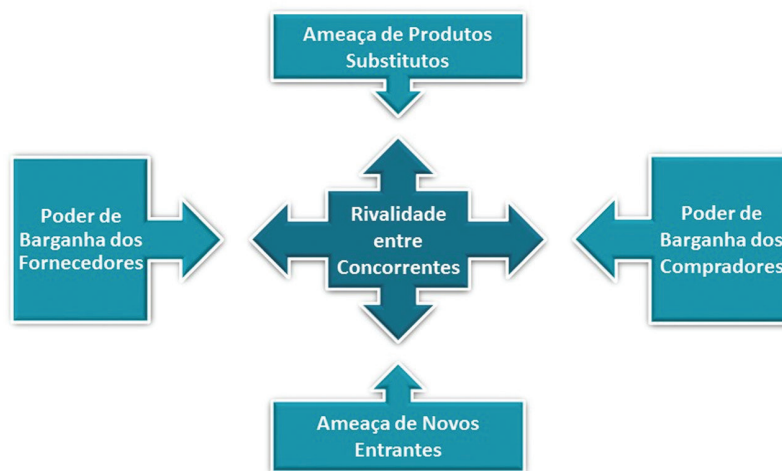 Ameaça de Produtos
Substitutos
Poder de
Barganha dos
Fornecedores
Rivalidade
entre
Concorrentes
Poder de
Barganha dos
Compradores
Ameaça de Novos
Entrantes